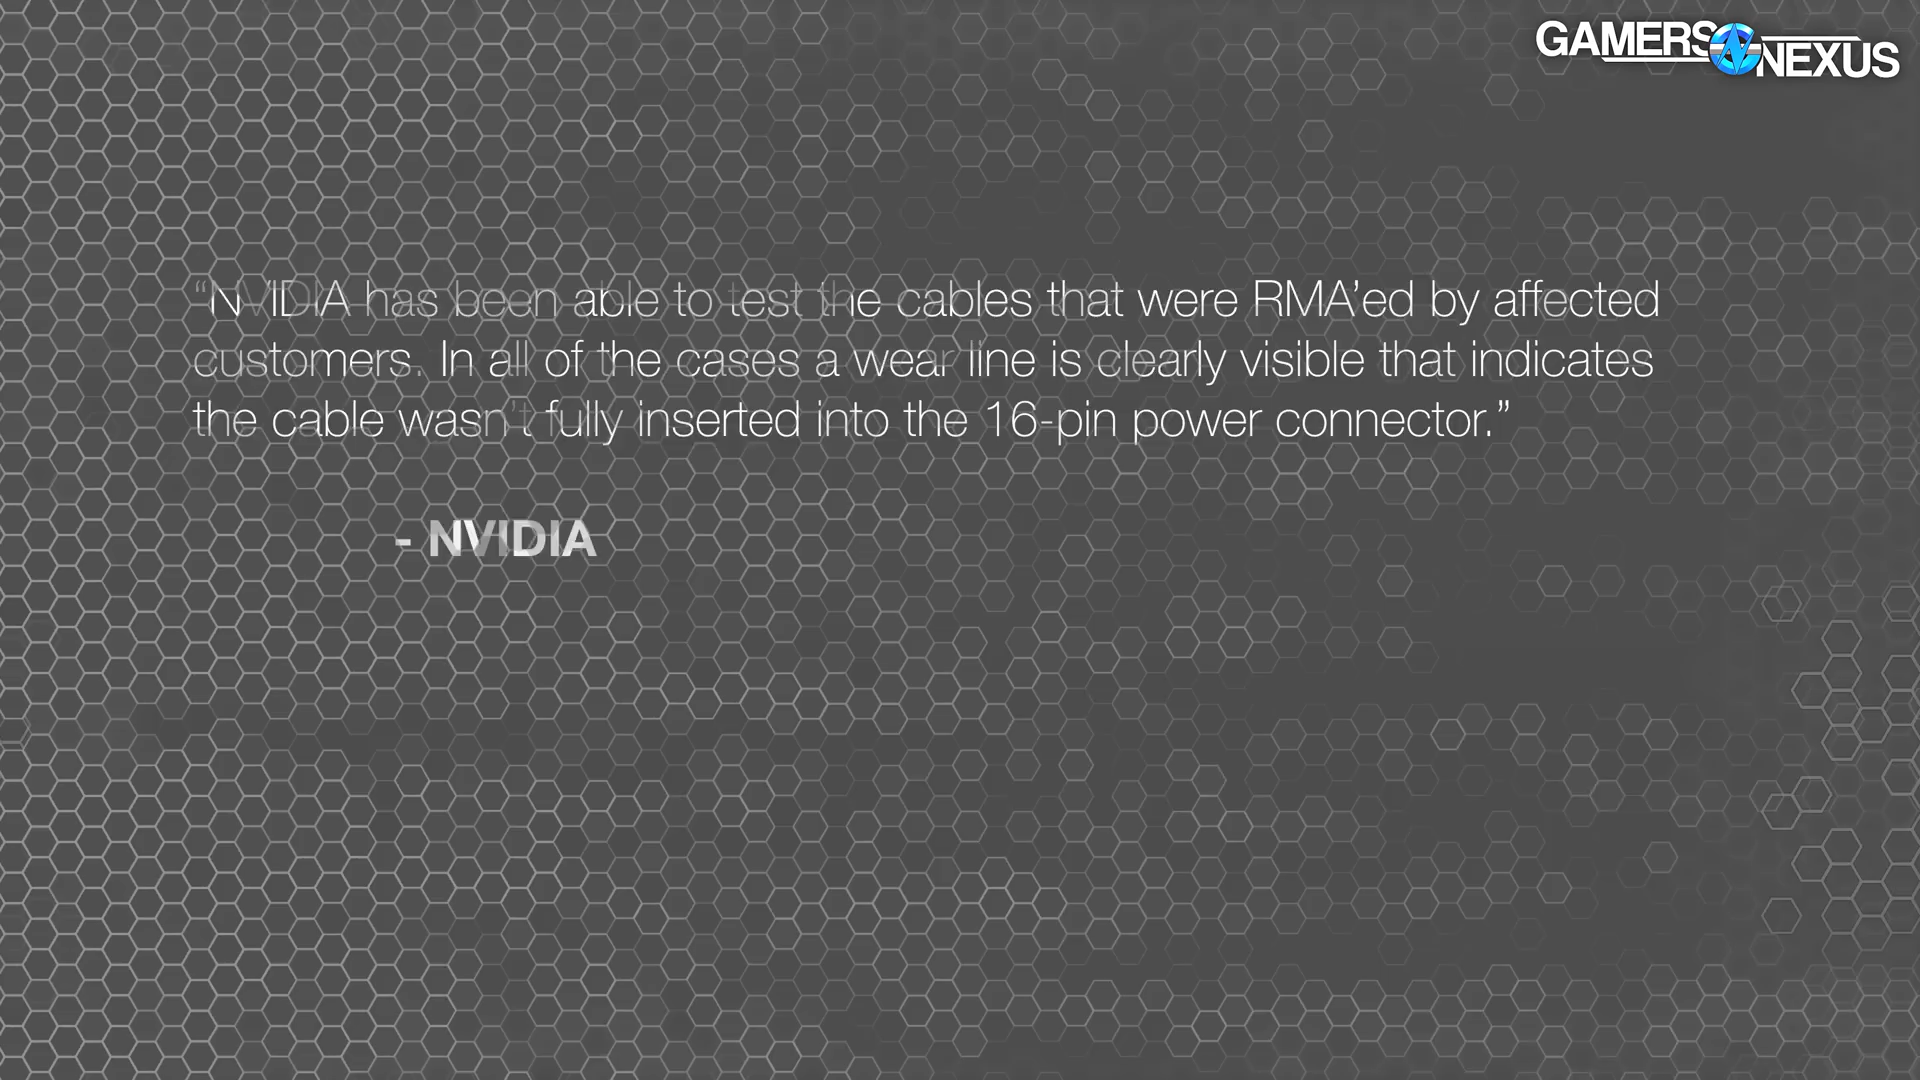 GAMERS NEXUS
“NVIDIA has been able to test the cables that were RMA’ed by affected
customers. In all of the cases a wear line is clearly visible that indicates
the cable wasn’t fully inserted into the 16-pin power connector.”
- NVIDIA